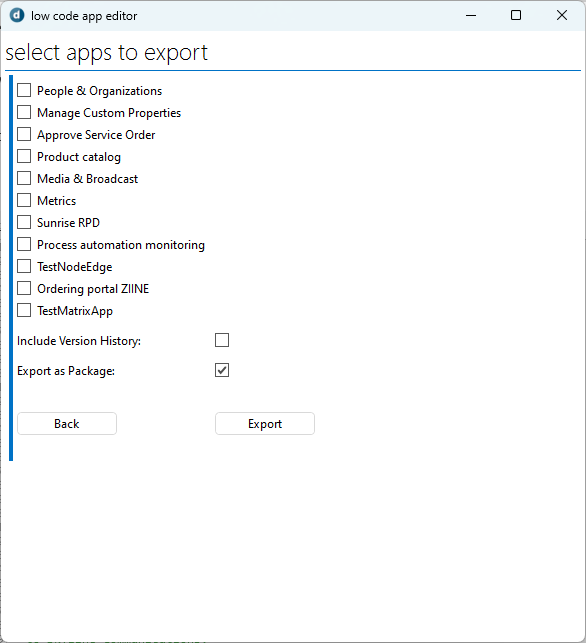 low code app editor
select apps to export
People & Organizations
Manage Custom Properties
Approve Service Order
Product catalog
Media & Broadcast
Metrics
Sunrise RPD
Process automation monitoring
TestNodeEdge
Ordering portal ZIINE
TestMatrixApp
Include Version History:
Export as Package:
Back Export